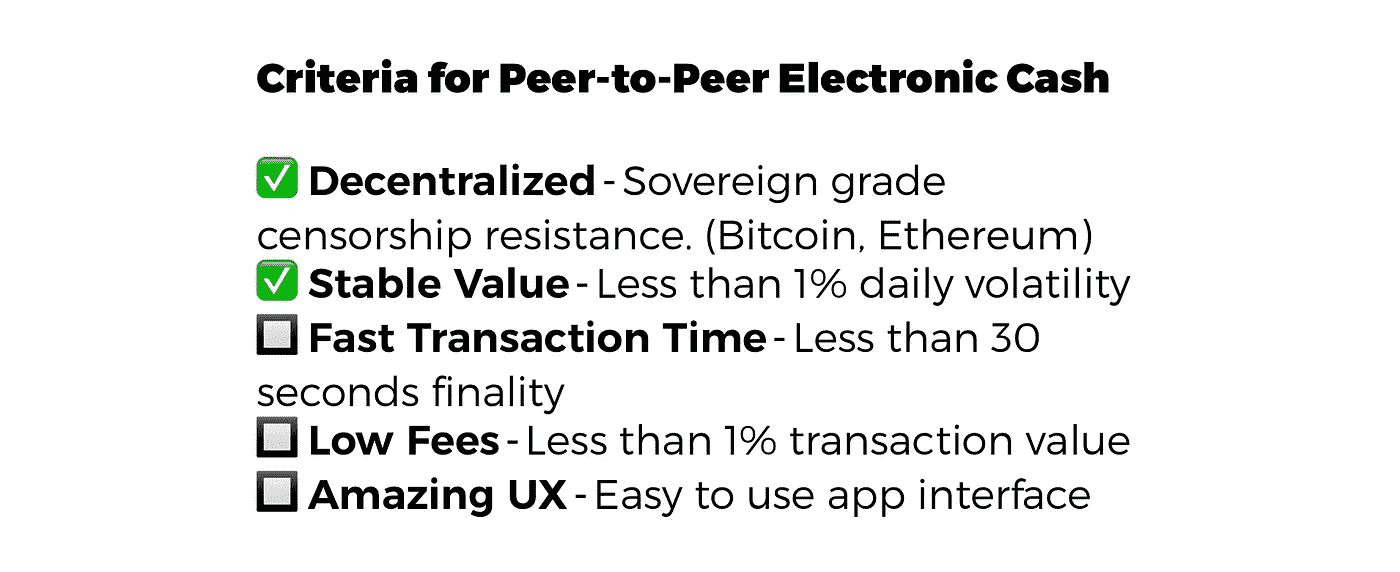 Criteria for Peer-to-Peer Electronic Cash
✅ Decentralized - Sovereign grade
censorship resistance. (Bitcoin, Ethereum)
✅ Stable Value - Less than 1% daily volatility
🔲 Fast Transaction Time - Less than 30
seconds finality
🔲 Low Fees - Less than 1% transaction value
🔲 Amazing UX - Easy to use app interface